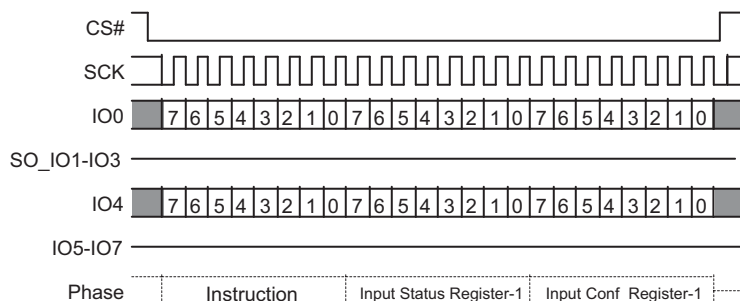 CS#
SCK
IO0 7 6 5 4 3 2 1 0 7 6 5 4 3 2 1 0 7 6 5 4 3 2 1 0
SO_IO1-IO3
IO4 7 6 5 4 3 2 1 0 7 6 5 4 3 2 1 0 7 6 5 4 3 2 1 0
IO5-IO7
Phase Instruction Input Status Register-1 Input Conf Register-1